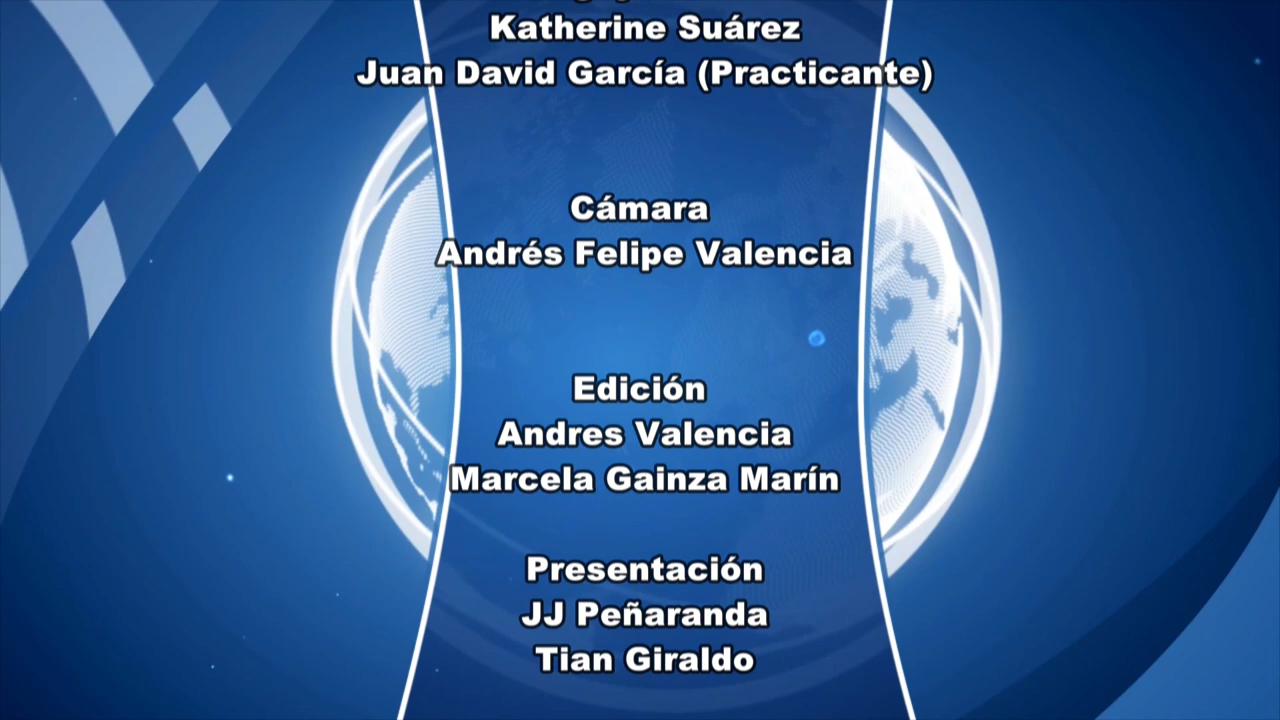 Katherine Suárez
Juan David García (Practicante)
Cámara
Andrés Felipe Valencia
Edición
Andres Valencia
Marcela Gainza Marín
Presentación
JJ Peñaranda
Tian Giraldo